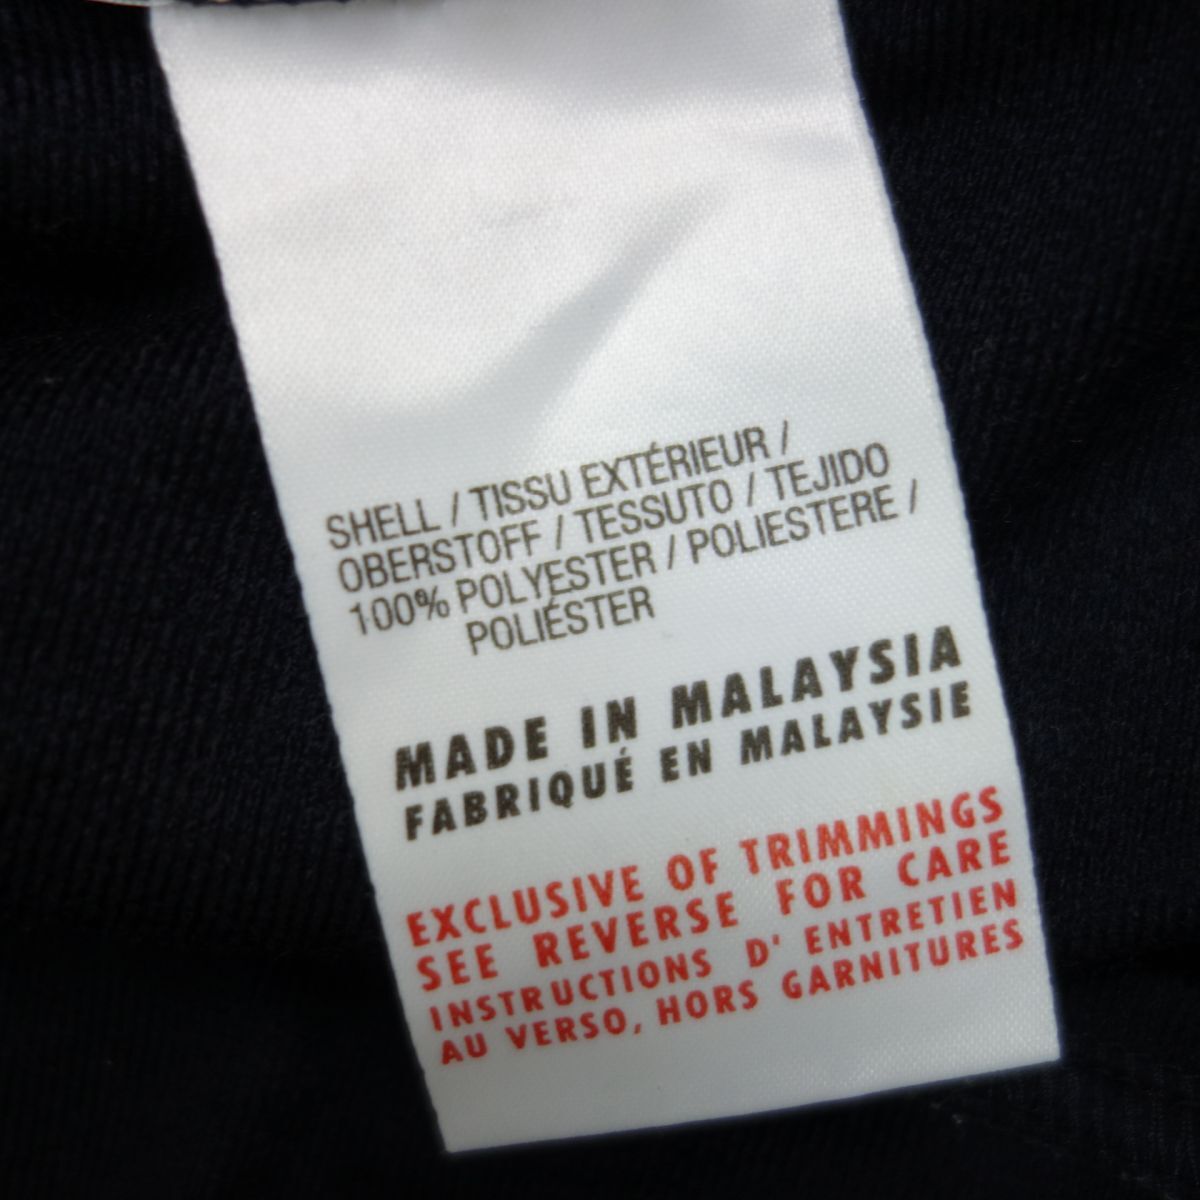 SHELL / TISSU EXTÉRIEUR /
OBERSTOFF / TESSUTO / TEJIDO
100% POLYESTER / POLIESTERE /
POLIÉSTER
MADE IN MALAYSIA
FABRIQUÉ EN MALAYSIE
EXCLUSIVE OF TRIMMINGS
SEE REVERSE FOR CARE
INSTRUCTIONS D' ENTRETIEN
AU VERSO, HORS GARNITURES